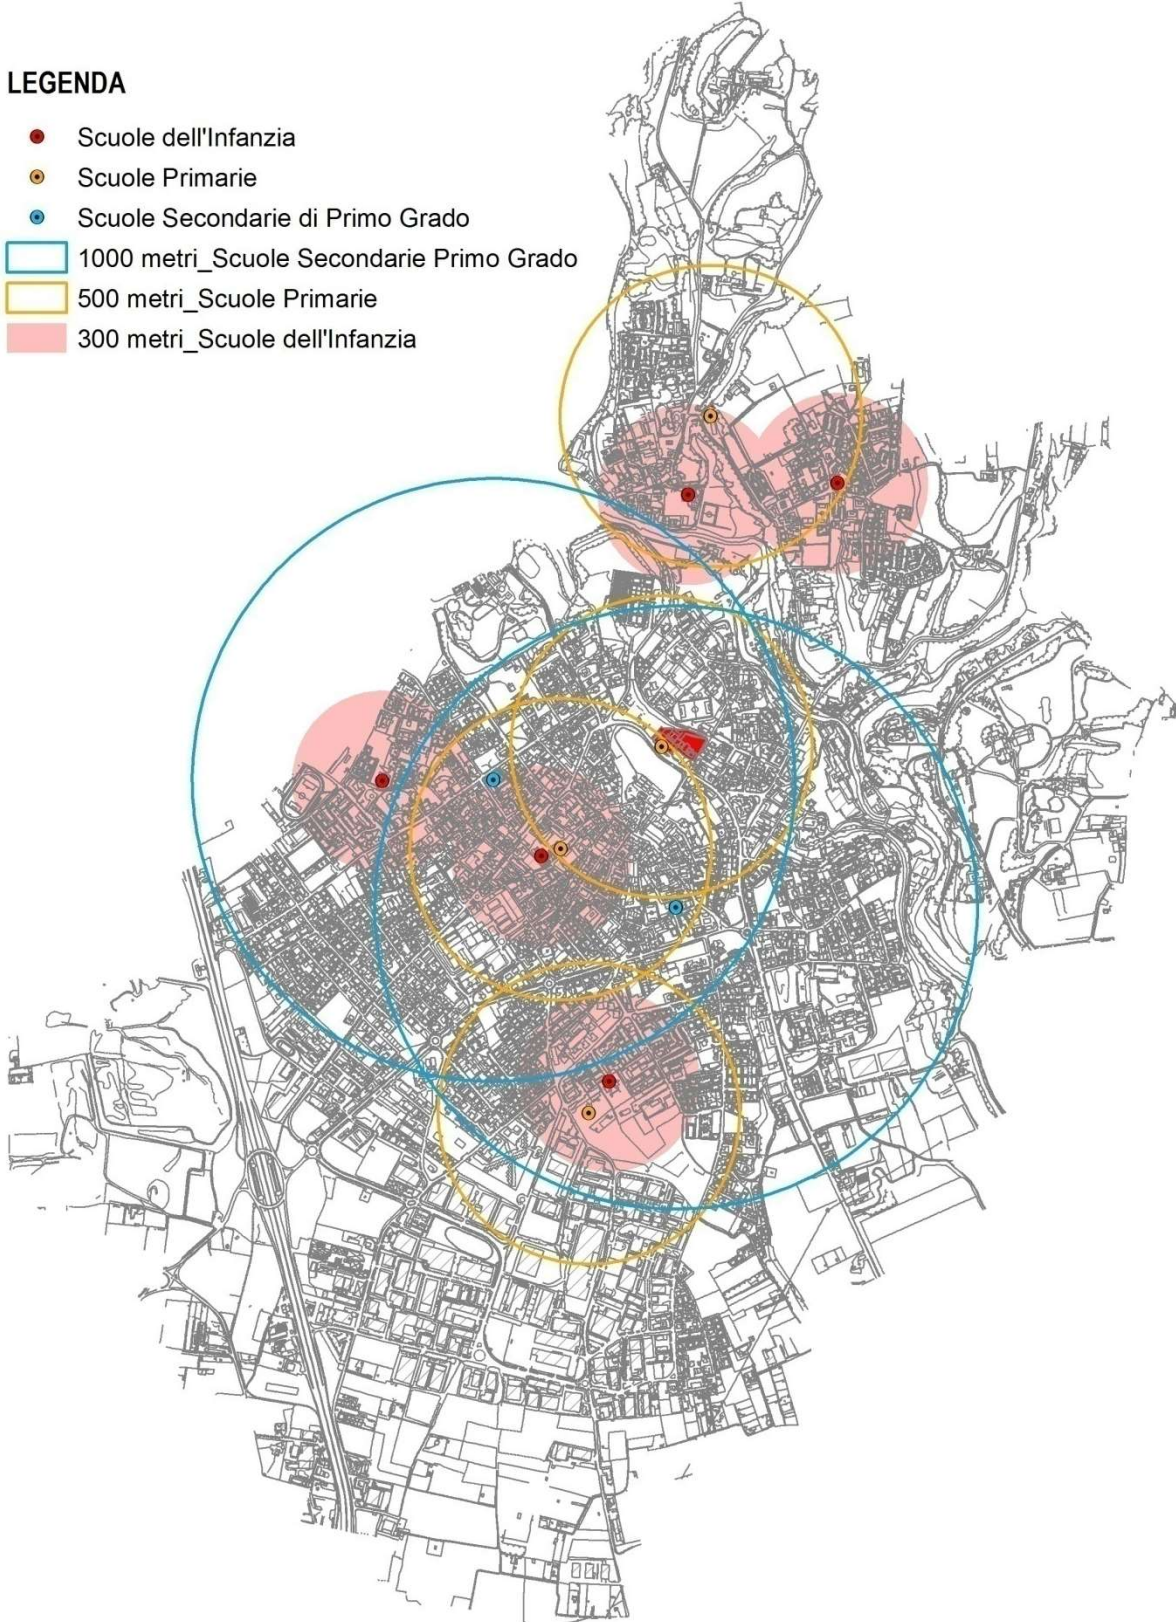 LEGENDA
Scuole dell'Infanzia
Scuole Primarie
Scuole Secondarie di Primo Grado
1000 metri_Scuole Secondarie Primo Grado
500 metri_Scuole Primarie
300 metri_Scuole dell'Infanzia